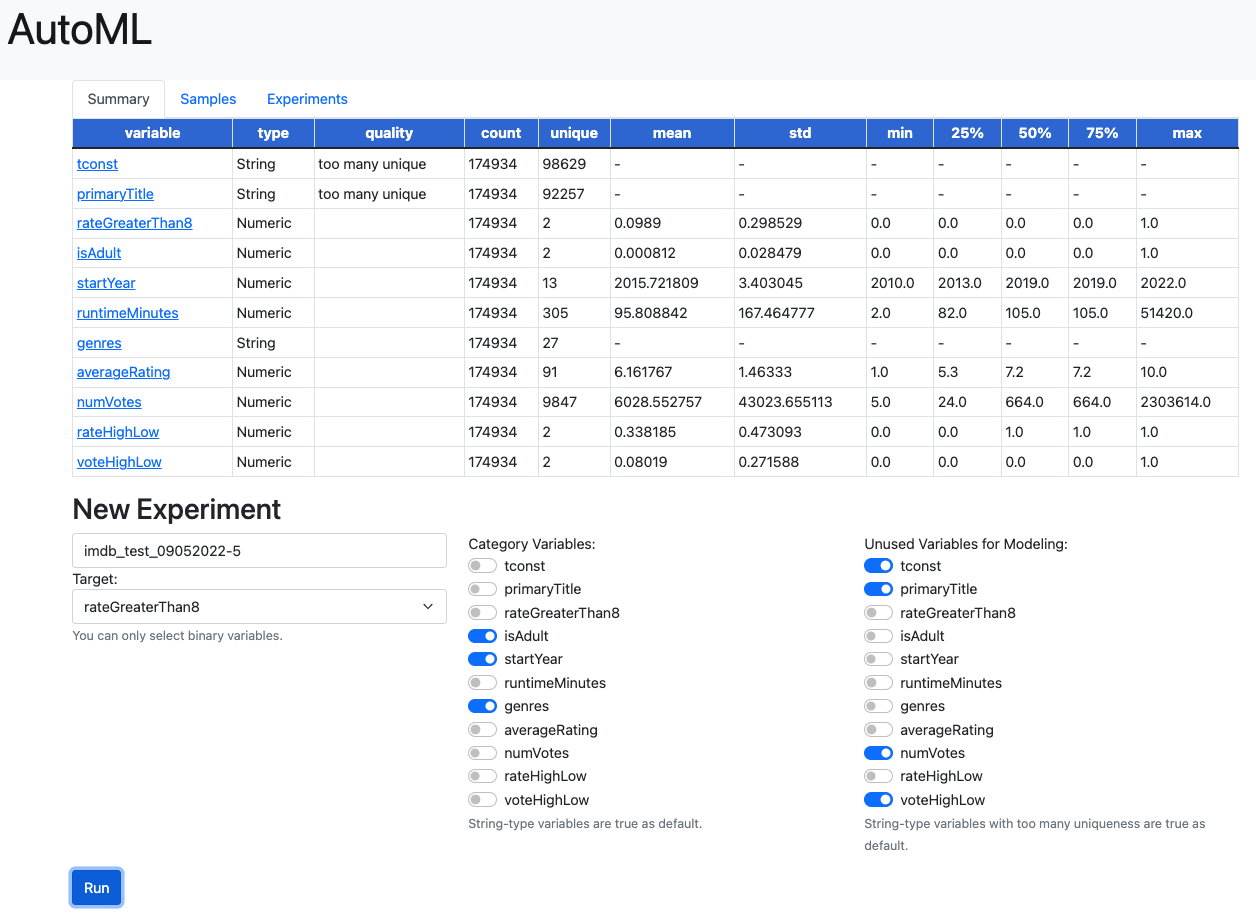 AutoML
Summary Samples Experiments
variable type quality count unique mean std min 25% 50% 75% max
tconst String too many unique 174934 98629 - - - - - - -
primaryTitle String too many unique 174934 92257 - - - - - - -
rateGreaterThan8 Numeric 174934 2 0.0989 0.298529 0.0 0.0 0.0 0.0 1.0
isAdult Numeric 174934 2 0.000812 0.028479 0.0 0.0 0.0 0.0 1.0
startYear Numeric 174934 13 2015.721809 3.403045 2010.0 2013.0 2019.0 2019.0 2022.0
runtimeMinutes Numeric 174934 305 95.808842 167.464777 2.0 82.0 105.0 105.0 51420.0
genres String 174934 27 - - - - - - -
averageRating Numeric 174934 91 6.161767 1.46333 1.0 5.3 7.2 7.2 10.0
numVotes Numeric 174934 9847 6028.552757 43023.655113 5.0 24.0 664.0 664.0 2303614.0
rateHighLow Numeric 174934 2 0.338185 0.473093 0.0 0.0 1.0 1.0 1.0
voteHighLow Numeric 174934 2 0.08019 0.271588 0.0 0.0 0.0 0.0 1.0
New Experiment
imdb_test_09052022-5
Target:
rateGreaterThan8
You can only select binary variables.
Category Variables:
tconst
primaryTitle
rateGreaterThan8
isAdult
startYear
runtimeMinutes
genres
averageRating
numVotes
rateHighLow
voteHighLow
String-type variables are true as default.
Unused Variables for Modeling:
tconst
primaryTitle
rateGreaterThan8
isAdult
startYear
runtimeMinutes
genres
averageRating
numVotes
rateHighLow
voteHighLow
String-type variables with too many uniqueness are true as
default.
Run